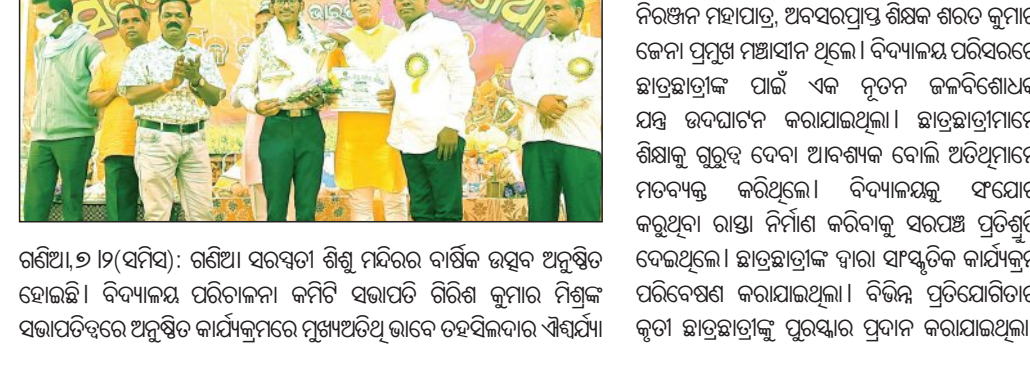 ଗଣିଆ,୭ ।୨(ସମିସ): ଗଣିଆ ସରସ୍ୱତୀ ଶିଶୁ ମନ୍ଦିରର ବାର୍ଷିକ ଉତ୍ସବ ଅନୁଷ୍ଠିତ
ହୋଇଛି। ବିଦ୍ୟାଳୟ ପରିଚାଳନା କମିଟି ସଭାପତି ଗିରିଶ କୁମାର ମିଶ୍ରଙ୍କ
ସଭାପତିତ୍ୱରେ ଅନୁଷ୍ଠିତ କାର୍ଯ୍ୟକ୍ରମରେ ମୁଖ୍ୟଅତିଥି ଭାବେ ତହସିଲଦାର ଐଶ୍ୱର୍ଯ୍ୟା
ନିରଞ୍ଜନ ମହାପାତ୍ର, ଅବସରପ୍ରାପ୍ତ ଶିକ୍ଷକ ଶରତ କୁମାର
ଜେନା ପ୍ରମୁଖ ମଞ୍ଚାସୀନ ଥିଲେ। ବିଦ୍ୟାଳୟ ପରିସରରେ
ଛାତ୍ରଛାତ୍ରୀଙ୍କ ପାଇଁ ଏକ ନୂତନ ଜଳବିଶୋଧକ
ଯନ୍ତ୍ର ଉଦଘାଟନ କରାଯାଇଥିଲା। ଛାତ୍ରଛାତ୍ରୀମାନେ
ଶିକ୍ଷାକୁ ଗୁରୁତ୍ୱ ଦେବା ଆବଶ୍ୟକ ବୋଲି ଅତିଥିମାନେ
ମତବ୍ୟକ୍ତ କରିଥିଲେ। ବିଦ୍ୟାଳୟକୁ ସଂଯୋଗ
କରୁଥିବା ରାସ୍ତା ନିର୍ମାଣ କରିବାକୁ ସରପଞ୍ଚ ପ୍ରତିଶ୍ରୁତି
ଦେଇଥିଲେ। ଛାତ୍ରଛାତ୍ରୀଙ୍କ ଦ୍ୱାରା ସାଂସ୍କୃତିକ କାର୍ଯ୍ୟକ୍ରମ
ପରିବେଷଣ କରାଯାଇଥିଲା। ବିଭିନ୍ନ ପ୍ରତିଯୋଗିତାର
କୃତୀ ଛାତ୍ରଛାତ୍ରୀଙ୍କୁ ପୁରସ୍କାର ପ୍ରଦାନ କରାଯାଇଥିଲା